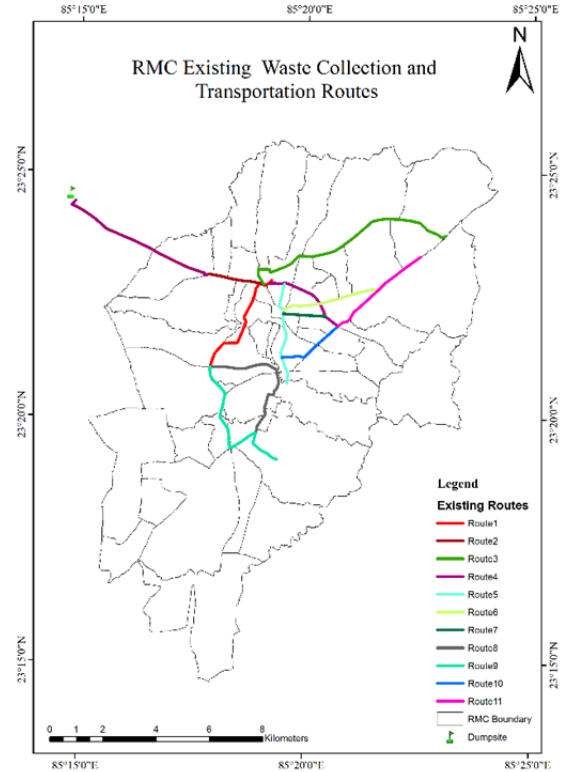 85°15'0"E
85°20'0"E
85°25'0"E
N
RMC Existing Waste Collection and
Transportation Routes
23°25'0"N
23°25'0"N
23°20'0"N
23°20'0"N
23°15'0"N
23°15'0"N
Legend
Existing Routes
Route1
Route2
Route3
Route4
Route5
Route6
Route7
Route8
Route9
Route10
Route11
RMC Boundary
Dumpsite
0 1 2 4 6 8
Kilometers
85°15'0"E
85°20'0"E
85°25'0"E